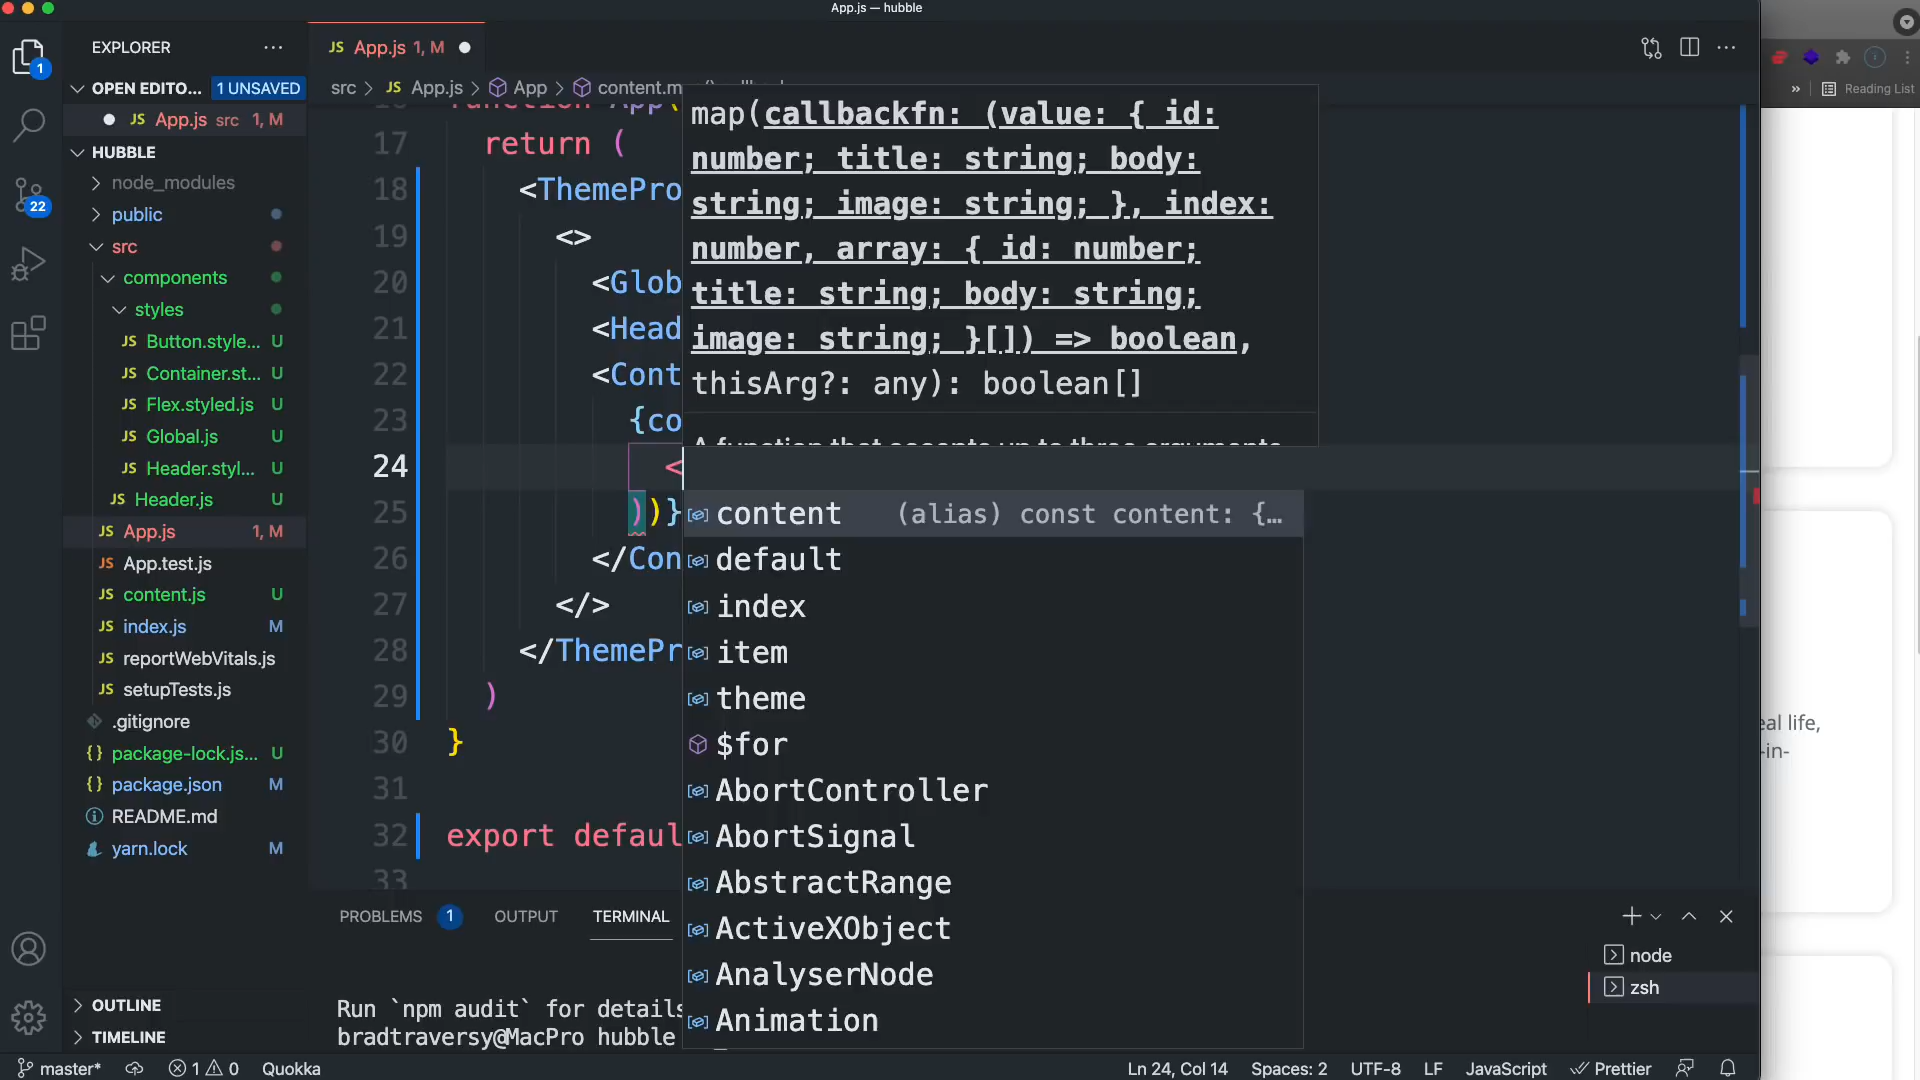 App.js — hubble
EXPLORER
JS App.js 1, M
OPEN EDITO... 1 UNSAVED
JS App.js src 1, M
HUBBLE
node_modules
public
src
components
styles
JS Button.style... U
JS Container.st... U
JS Flex.styled.js U
JS Global.js U
JS Header.styl... U
JS Header.js U
JS App.js 1, M
JS App.test.js
JS content.js U
JS index.js M
JS reportWebVitals.js
JS setupTests.js
.gitignore
{} package-lock.js... U
{} package.json M
README.md
yarn.lock M
OUTLINE
TIMELINE
1
22
src > JS App.js > App > content.m
17 return (
18 <ThemePro
19 <>
20 <Glob
21 <Head
22 <Cont
23 {co
24 <
25 ))}
26 </Con
27 </>
28 </ThemePr
29 )
30 }
31
32 export defaul
33
map(callbackfn: (value: { id:
number; title: string; body:
string; image: string; }, index:
number, array: { id: number;
title: string; body: string;
image: string; }[]) => boolean,
thisArg?: any): boolean[]
A function that accepts up to three arguments
content (alias) const content: {…
default
index
item
theme
$for
AbortController
AbortSignal
AbstractRange
ActiveXObject
AnalyserNode
Animation
PROBLEMS 1 OUTPUT TERMINAL
Run `npm audit` for details
bradtraversy@MacPro hubble
node
zsh
master* 1 0 Quokka
Ln 24, Col 14 Spaces: 2 UTF-8 LF JavaScript Prettier
» Reading List
eal life,
-in-